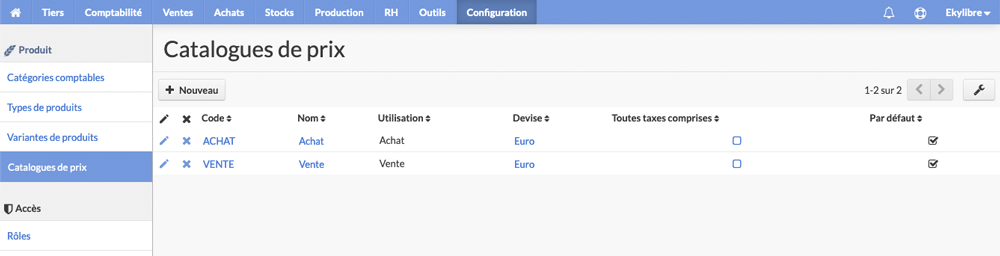 Tiers Comptabilité Ventes Achats Stocks Production RH Outils Configuration Ekylibre
Produit
Catégories comptables
Types de produits
Variantes de produits
Catalogues de prix
Accès
Rôles
Catalogues de prix
Nouveau 1-2 sur 2
Code Nom Utilisation Devise Toutes taxes comprises Par défaut
ACHAT Achat Achat Euro
VENTE Vente Vente Euro